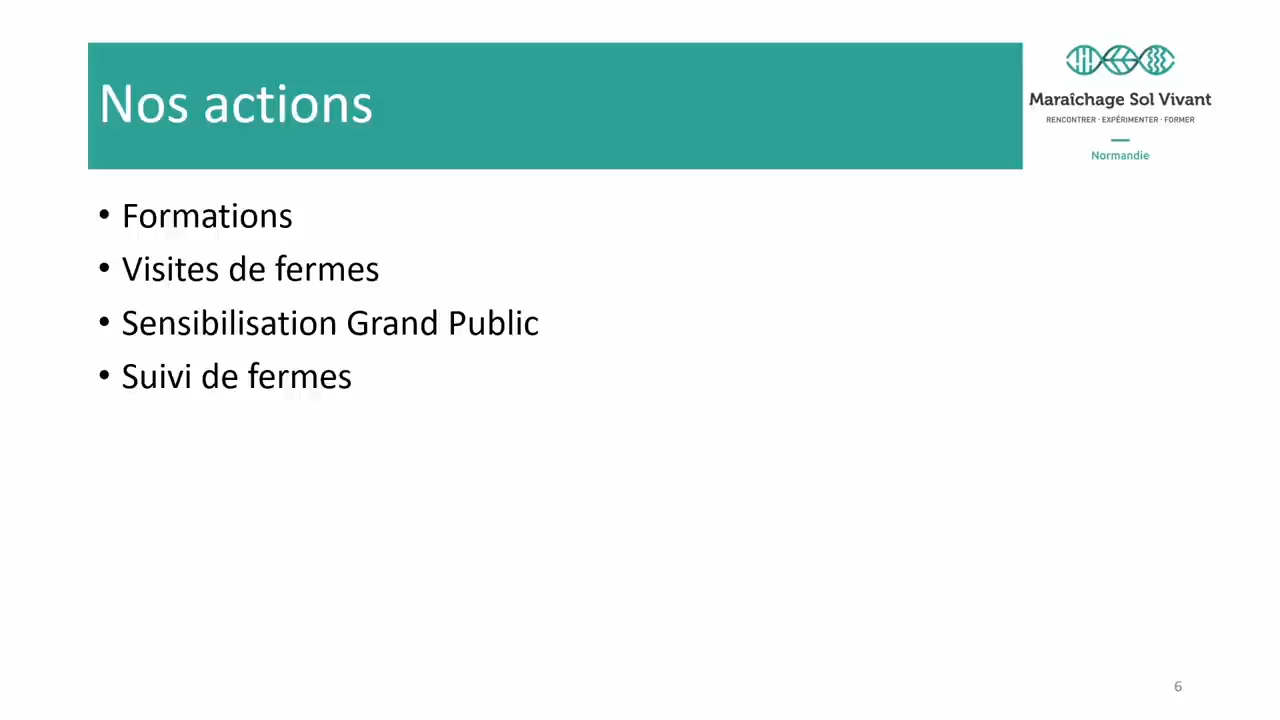 Nos actions
Maraîchage Sol Vivant
RENCONTRER · EXPÉRIMENTER · FORMER
Normandie
• Formations
• Visites de fermes
• Sensibilisation Grand Public
• Suivi de fermes
6